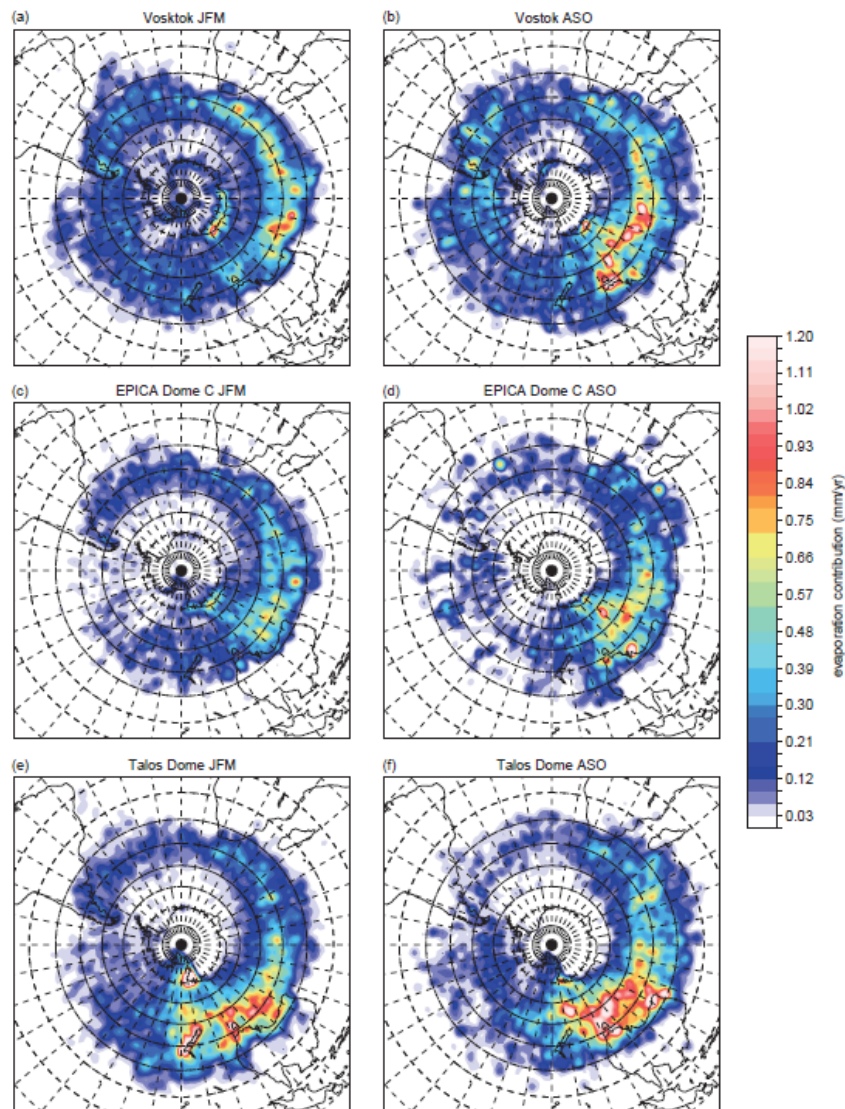 (a) Vosktok JFM
(b) Vostok ASO
(c) EPICA Dome C JFM
(d) EPICA Dome C ASO
(e) Talos Dome JFM
(f) Talos Dome ASO
1.20
1.11
1.02
0.93
0.84
0.75
0.66
0.57
0.48
0.39
0.30
0.21
0.12
0.03
evaporation contribution (mm/yr)